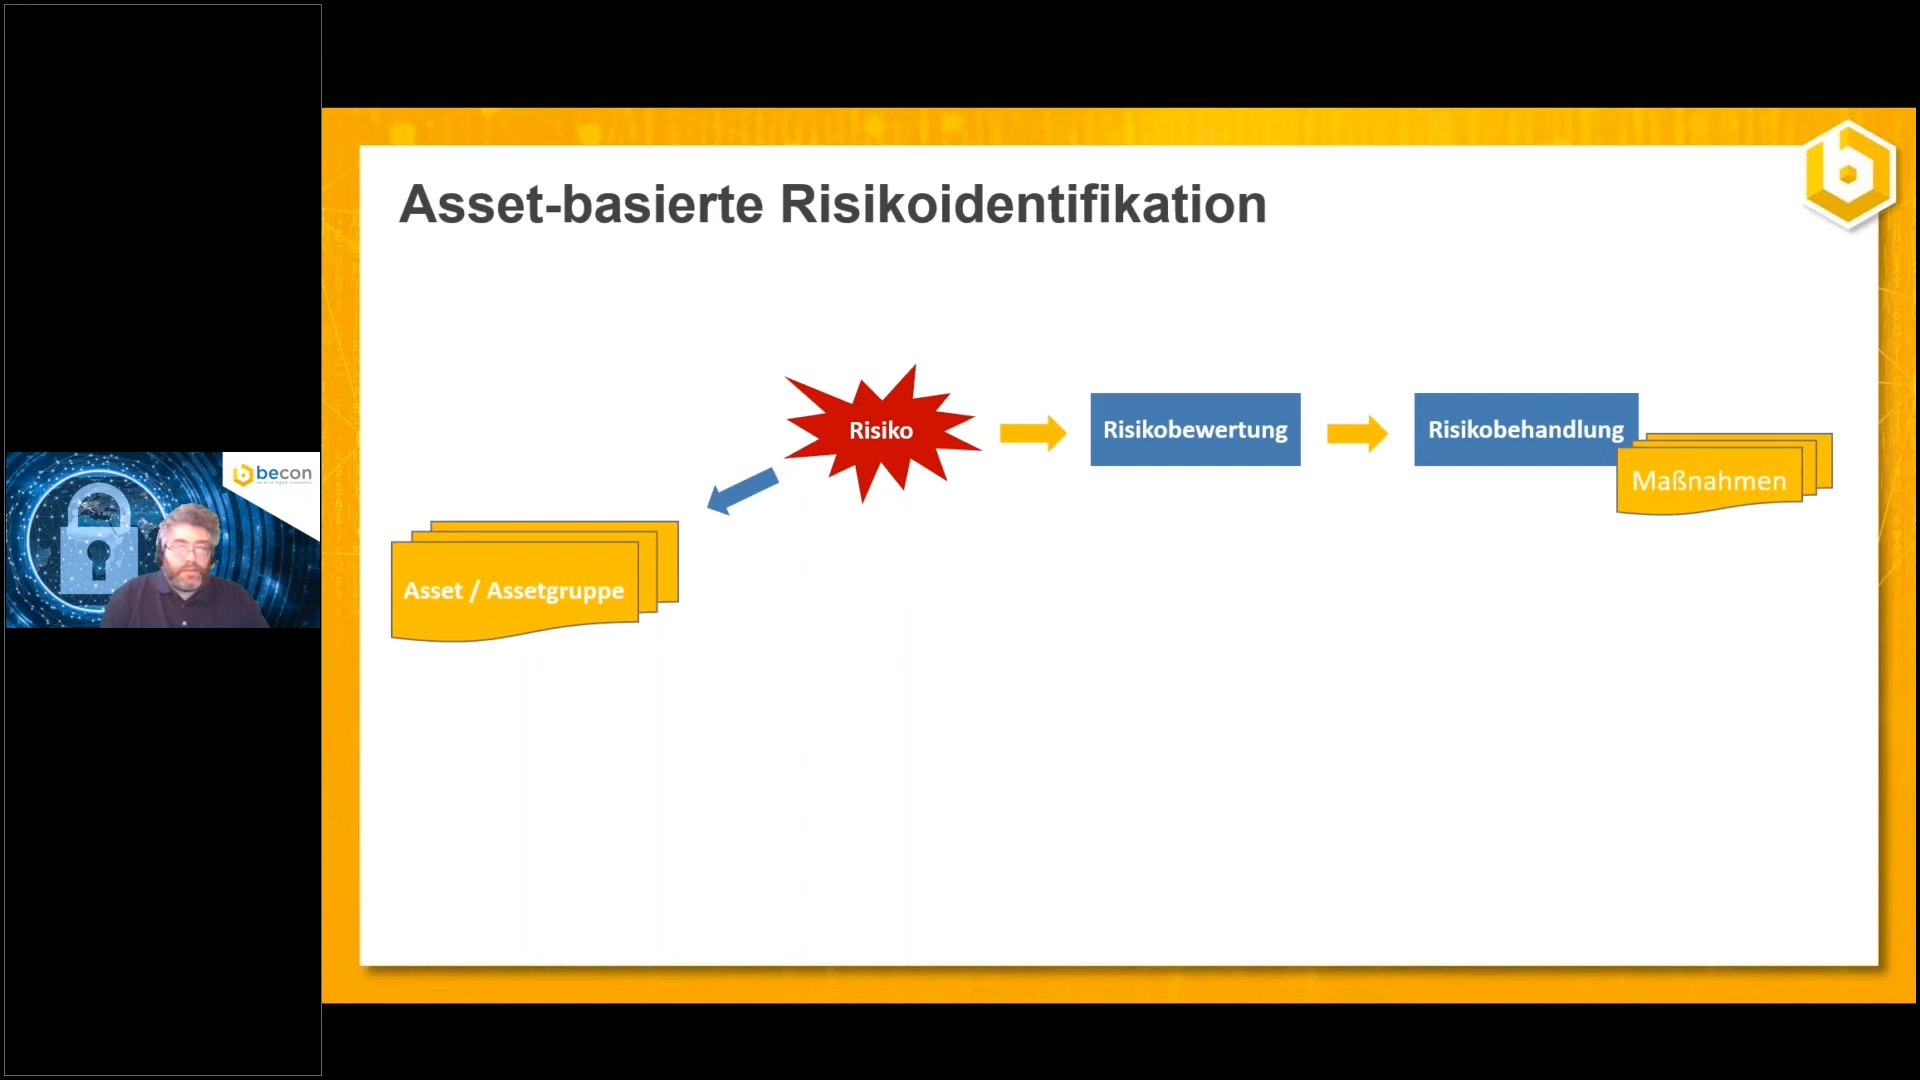 becon
Asset-basierte Risikoidentifikation
Risiko
Risikobewertung
Risikobehandlung
Maßnahmen
Asset / Assetgruppe